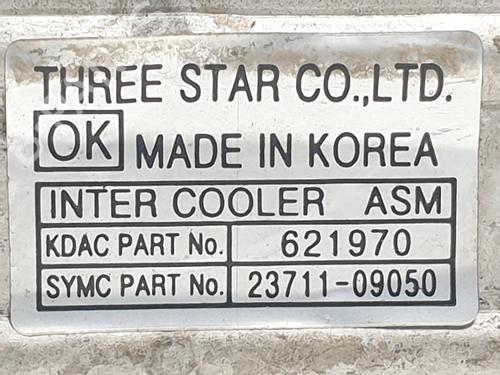 THREE STAR CO.,LTD.
OK MADE IN KOREA
INTER COOLER ASM
KDAC PART No. 621970
SYMC PART No. 23711-09050